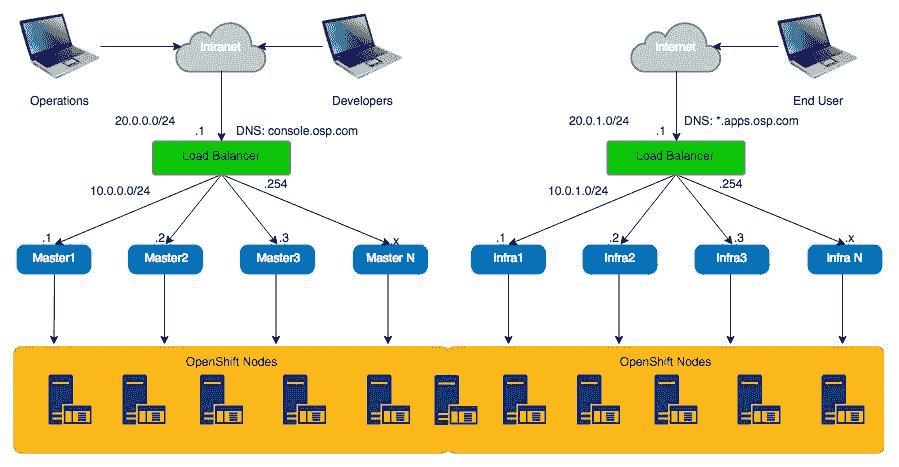 Intranet
Internet
Operations
Developers
End User
20.0.0.0/24
.1
DNS: console.osp.com
20.0.1.0/24
.1
DNS: *.apps.osp.com
Load Balancer
Load Balancer
10.0.0.0/24
.254
10.0.1.0/24
.254
.1
.2
.3
.x
.1
.2
.3
.x
Master1
Master2
Master3
Master N
Infra1
Infra2
Infra3
Infra N
OpenShift Nodes
OpenShift Nodes